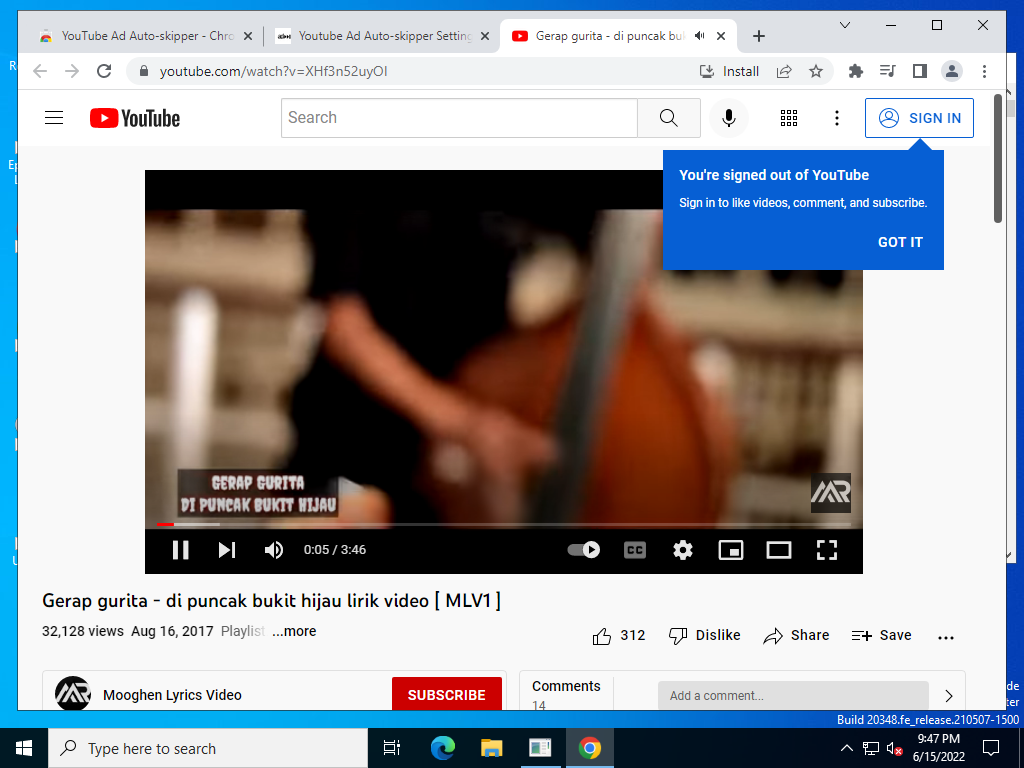 YouTube Ad Auto-skipper - Chro
Youtube Ad Auto-skipper Setting
Gerap gurita - di puncak buk
youtube.com/watch?v=XHf3n52uyOI
Install
YouTube
Search
SIGN IN
You're signed out of YouTube
Sign in to like videos, comment, and subscribe.
GOT IT
GERAP GURITA
DI PUNCAK BUKIT HIJAU
MR
0:05 / 3:46
CC
Gerap gurita - di puncak bukit hijau lirik video [ MLV1 ]
32,128 views Aug 16, 2017 Playlist ...more
312 Dislike Share Save
Mooghen Lyrics Video
SUBSCRIBE
Comments
14
Add a comment...
Build 20348.fe_release.210507-1500
Type here to search
9:47 PM
6/15/2022